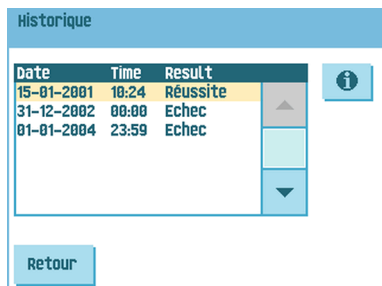 Historique
Date Time Result
15-01-2001 10:24 Réussite
31-12-2002 00:00 Echec
01-01-2004 23:59 Echec
Retour